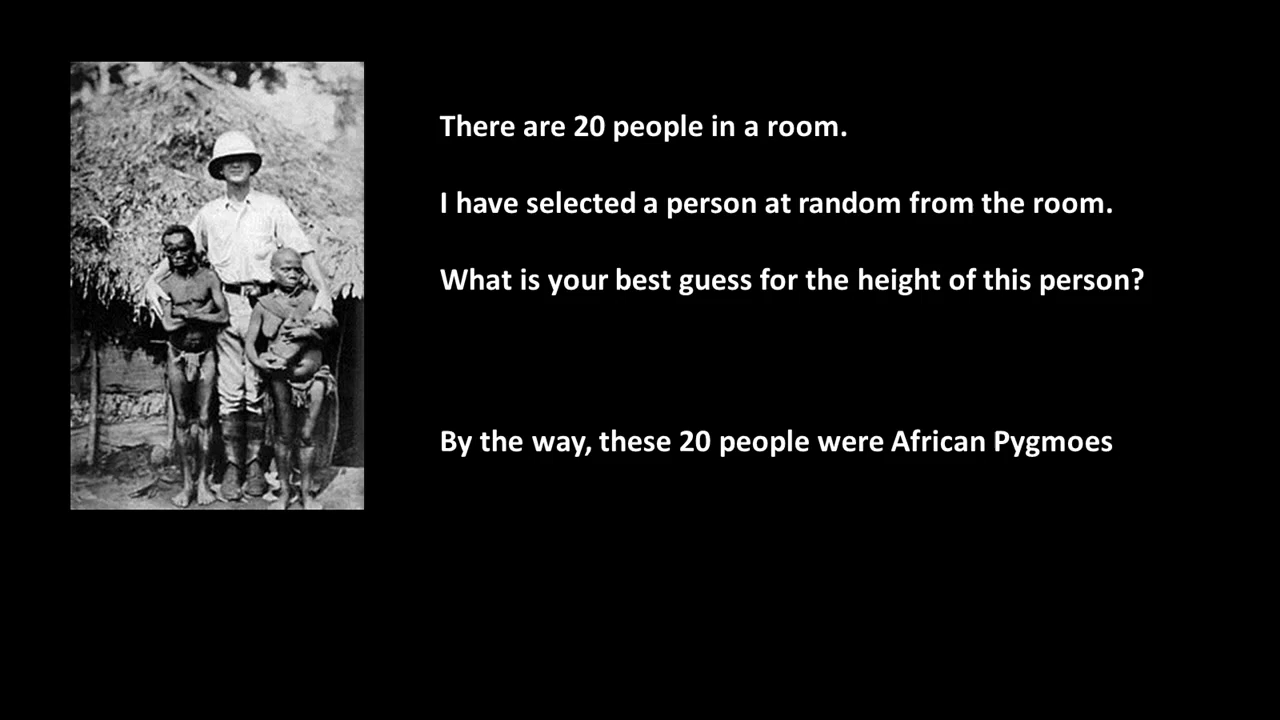 There are 20 people in a room.
I have selected a person at random from the room.
What is your best guess for the height of this person?
By the way, these 20 people were African Pygmoes